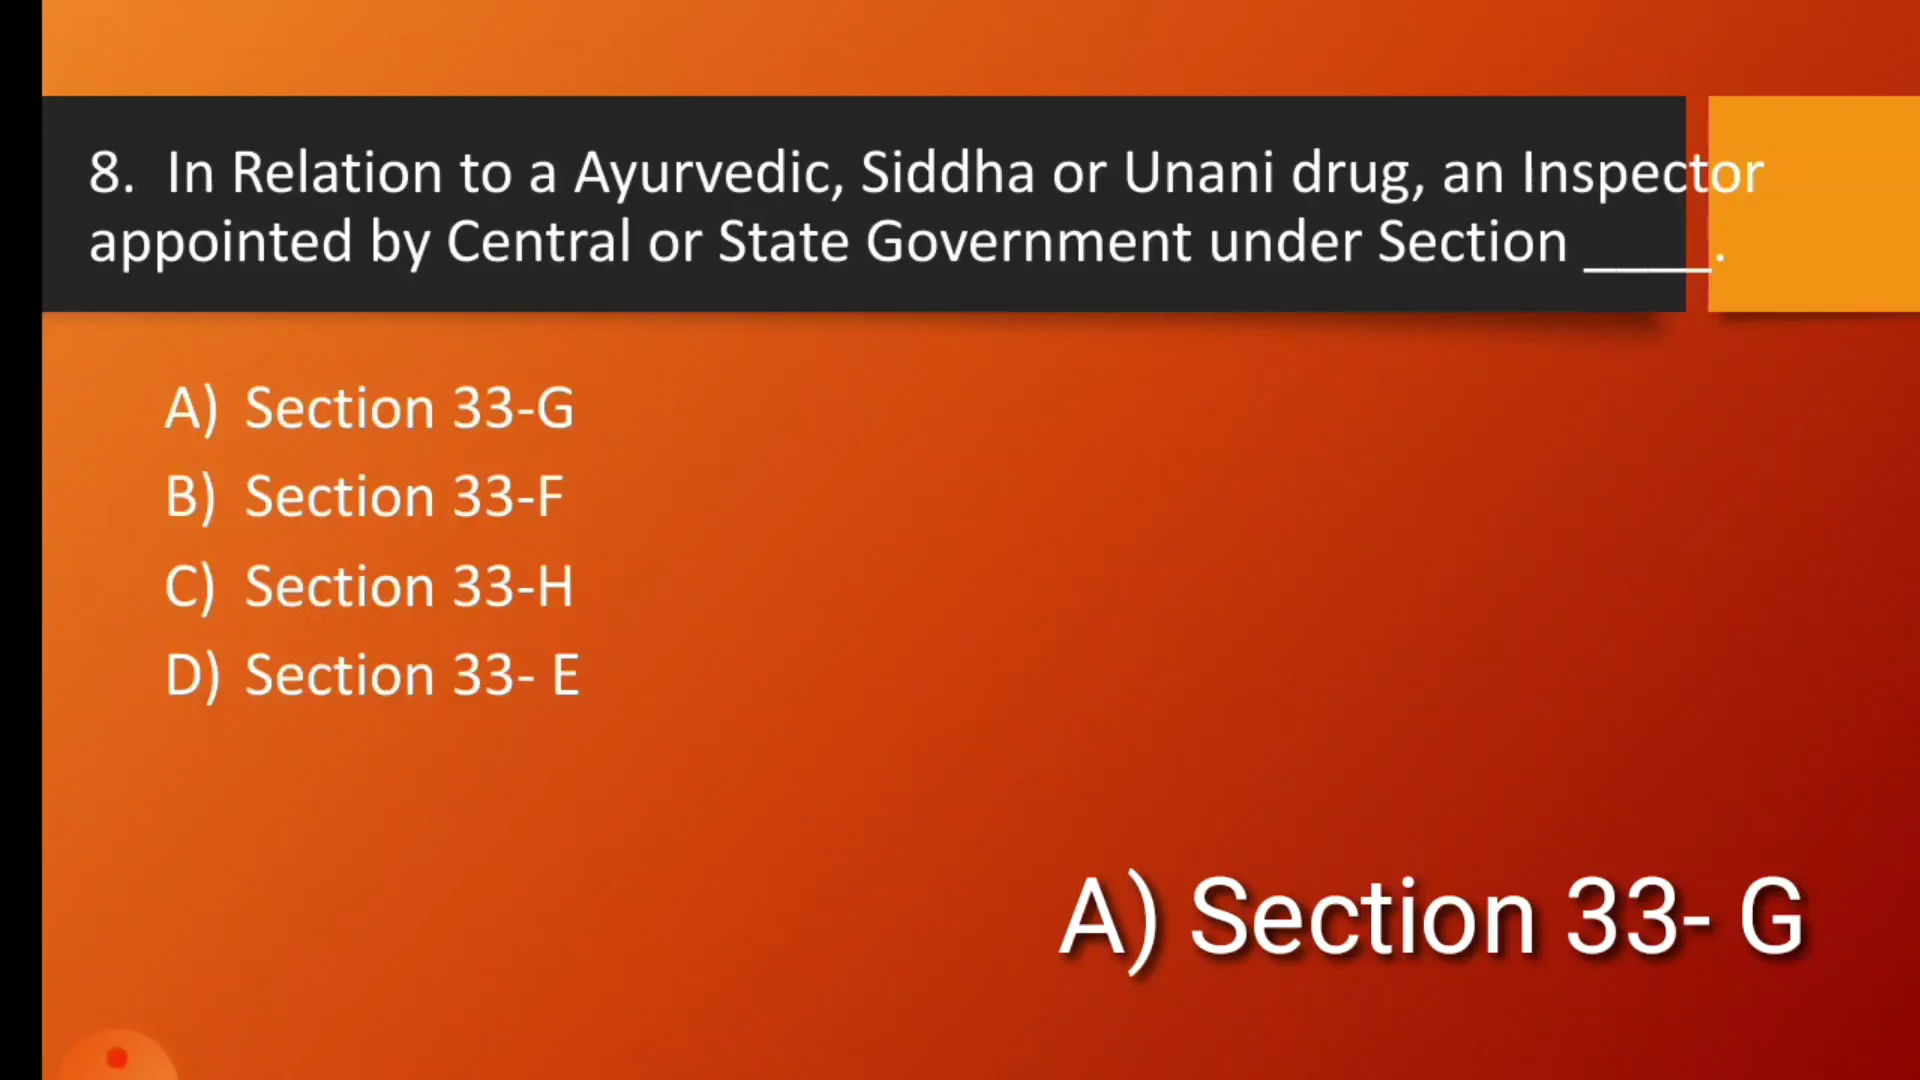 8. In Relation to a Ayurvedic, Siddha or Unani drug, an Inspector
appointed by Central or State Government under Section ____.
A) Section 33-G
B) Section 33-F
C) Section 33-H
D) Section 33- E
A) Section 33- G